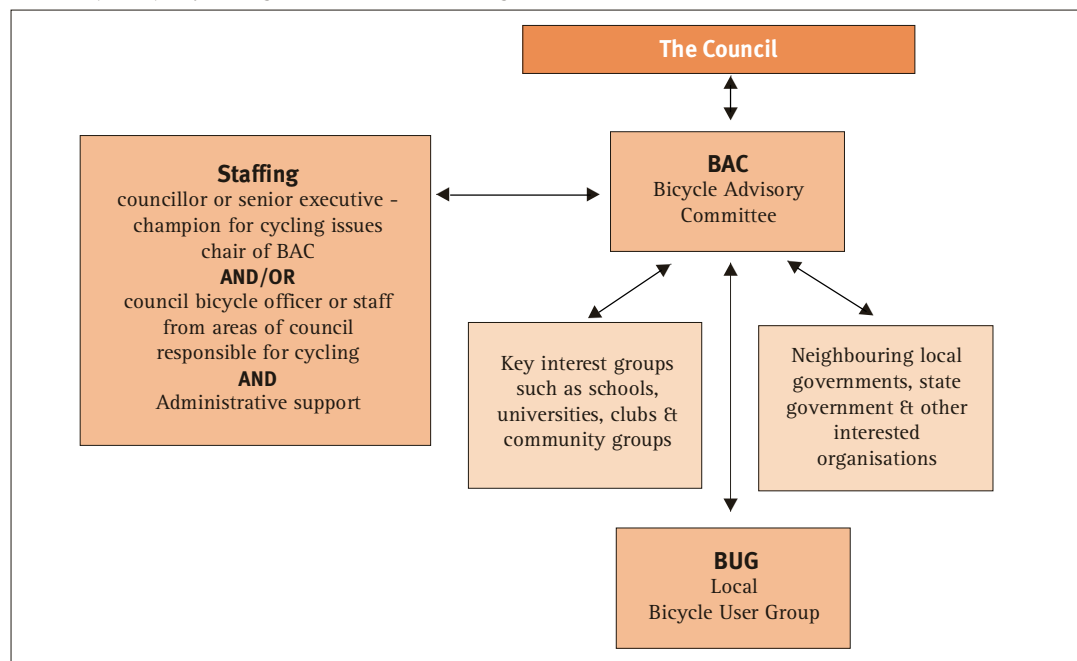 The Council
BAC
Bicycle Advisory
Committee
Staffing
councillor or senior executive -
champion for cycling issues
chair of BAC
AND/OR
council bicycle officer or staff
from areas of council
responsible for cycling
AND
Administrative support
Key interest groups
such as schools,
universities, clubs &
community groups
Neighbouring local
governments, state
government & other
interested
organisations
BUG
Local
Bicycle User Group